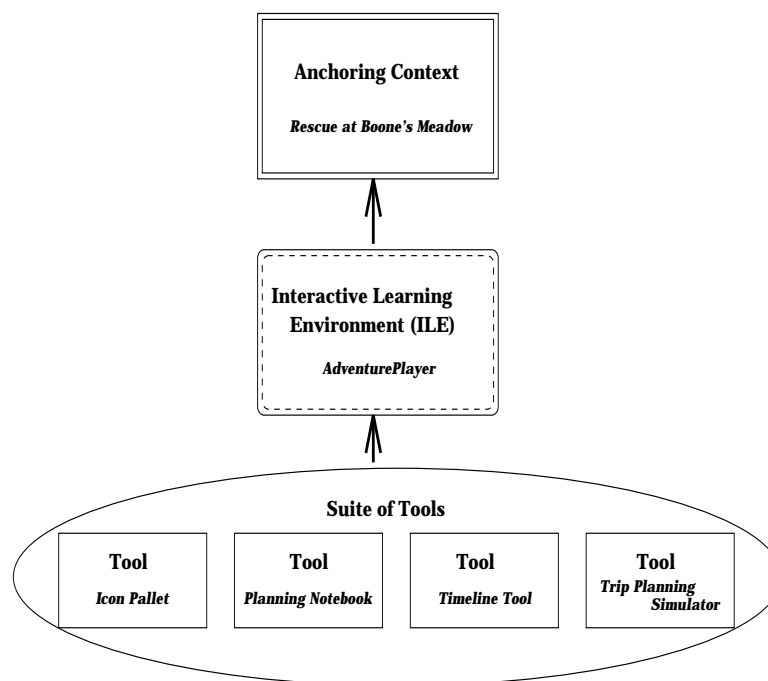 Anchoring Context
Rescue at Boone's Meadow
Interactive Learning
Environment (ILE)
AdventurePlayer
Suite of Tools
Tool
Icon Pallet
Tool
Planning Notebook
Tool
Timeline Tool
Tool
Trip Planning
Simulator